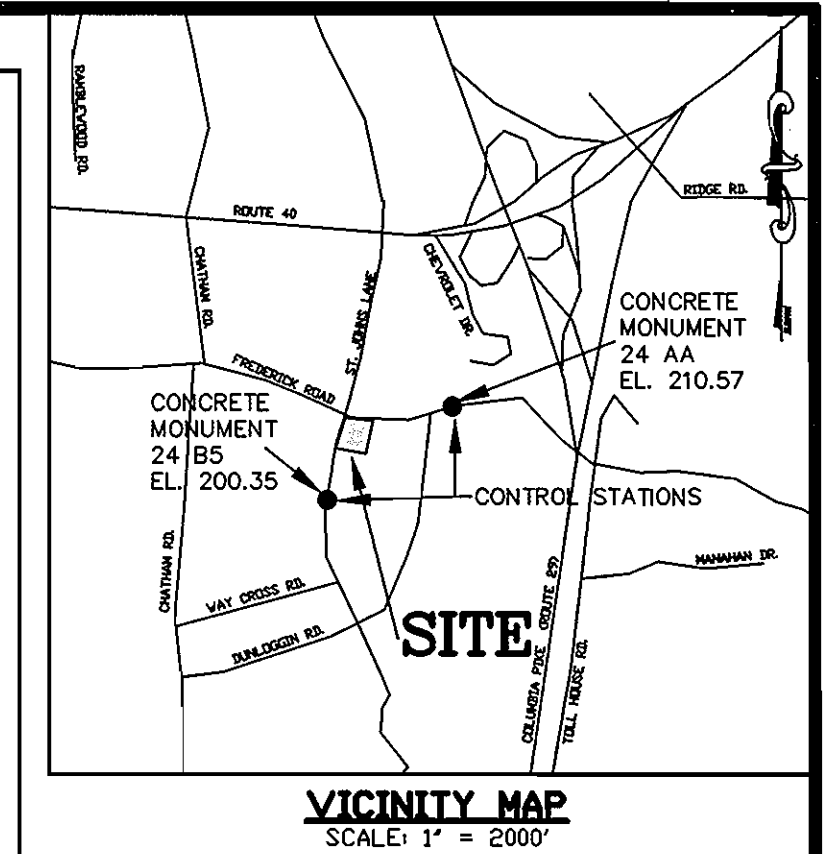 RAMBLEWOOD RD.
ROUTE 40
RIDGE RD.
CHATHAM RD.
ST. JOHNS LANE
CHEVROLET DR.
CONCRETE
MONUMENT
24 AA
EL. 210.57
FREDERICK ROAD
CONCRETE
MONUMENT
24 B5
EL. 200.35
CONTROL STATIONS
CHATHAM RD.
WAY CROSS RD.
DUNLOGGIN RD.
SITE
MANAHAN DR.
COLUMBIA PIKE (ROUTE 29)
TOLL HOUSE RD.
VICINITY MAP
SCALE: 1" = 2000'